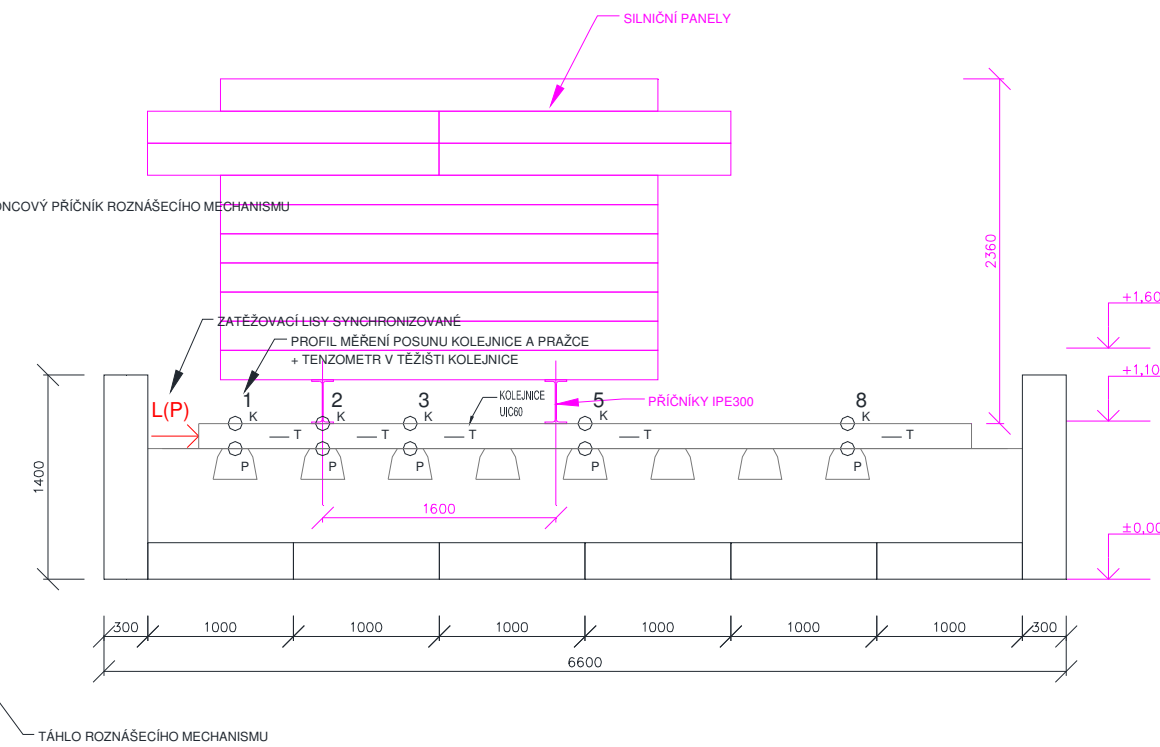 SILNIČNÍ PANELY
ONCOVÝ PŘÍČNÍK ROZNÁŠECÍHO MECHANISMU
2360
+1,60
ZATĚŽOVACÍ LISY SYNCHRONIZOVANÉ
PROFIL MĚŘENÍ POSUNU KOLEJNICE A PRAŽCE
+ TENZOMETR V TĚŽIŠTI KOLEJNICE
+1,10
KOLEJNICE
UIC60
PŘÍČNÍKY IPE300
L(P)
1 2 3 5 8
K K K K K
T T T T T
P P P P P
1400
1600
±0,00
300 1000 1000 1000 1000 1000 1000 300
6600
TÁHLO ROZNÁŠECÍHO MECHANISMU